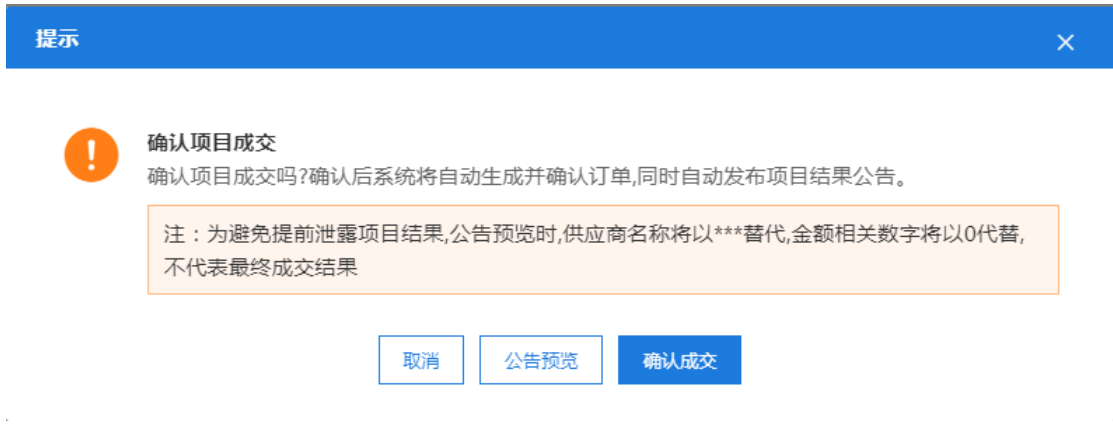 提示
确认项目成交
确认项目成交吗?确认后系统将自动生成并确认订单,同时自动发布项目结果公告。
注：为避免提前泄露项目结果,公告预览时,供应商名称将以***替代,金额相关数字将以0代替,
不代表最终成交结果
取消 公告预览 确认成交